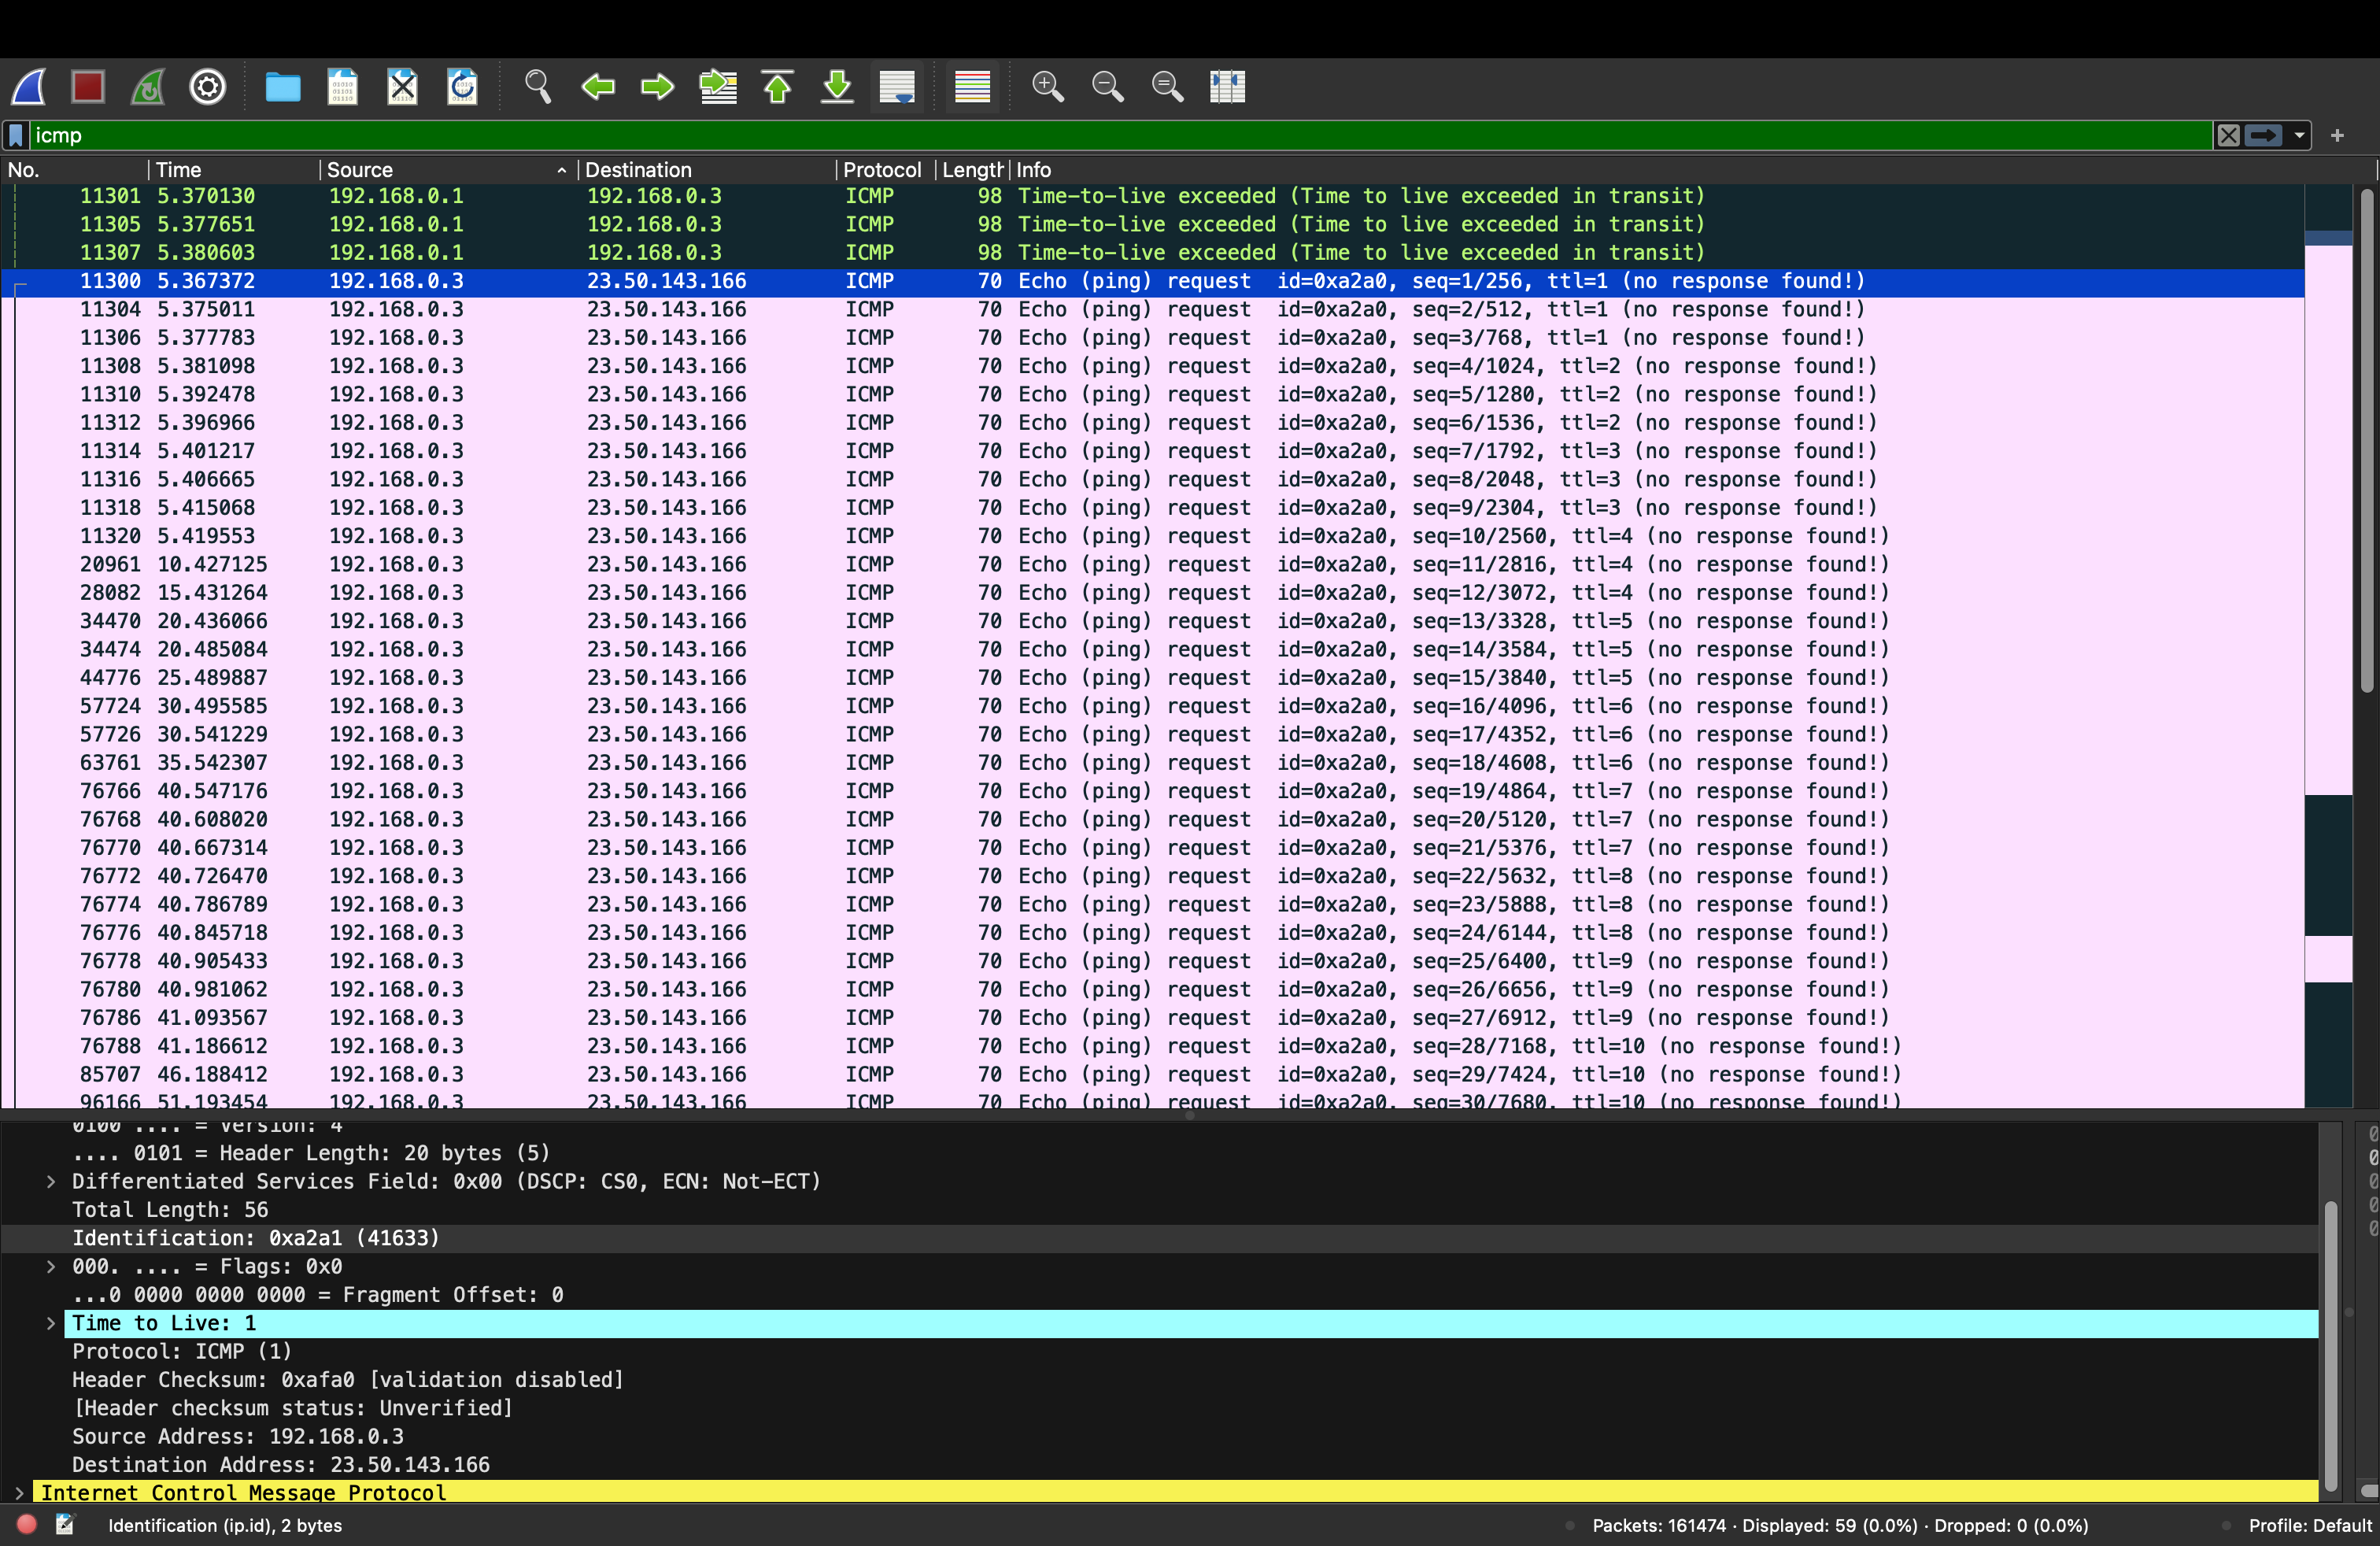 icmp
No. Time Source Destination Protocol Length Info
11301 5.370130 192.168.0.1 192.168.0.3 ICMP 98 Time-to-live exceeded (Time to live exceeded in transit)
11305 5.377651 192.168.0.1 192.168.0.3 ICMP 98 Time-to-live exceeded (Time to live exceeded in transit)
11307 5.380603 192.168.0.1 192.168.0.3 ICMP 98 Time-to-live exceeded (Time to live exceeded in transit)
11300 5.367372 192.168.0.3 23.50.143.166 ICMP 70 Echo (ping) request id=0xa2a0, seq=1/256, ttl=1 (no response found!)
11304 5.375011 192.168.0.3 23.50.143.166 ICMP 70 Echo (ping) request id=0xa2a0, seq=2/512, ttl=1 (no response found!)
11306 5.377783 192.168.0.3 23.50.143.166 ICMP 70 Echo (ping) request id=0xa2a0, seq=3/768, ttl=1 (no response found!)
11308 5.381098 192.168.0.3 23.50.143.166 ICMP 70 Echo (ping) request id=0xa2a0, seq=4/1024, ttl=2 (no response found!)
11310 5.392478 192.168.0.3 23.50.143.166 ICMP 70 Echo (ping) request id=0xa2a0, seq=5/1280, ttl=2 (no response found!)
11312 5.396966 192.168.0.3 23.50.143.166 ICMP 70 Echo (ping) request id=0xa2a0, seq=6/1536, ttl=2 (no response found!)
11314 5.401217 192.168.0.3 23.50.143.166 ICMP 70 Echo (ping) request id=0xa2a0, seq=7/1792, ttl=3 (no response found!)
11316 5.406665 192.168.0.3 23.50.143.166 ICMP 70 Echo (ping) request id=0xa2a0, seq=8/2048, ttl=3 (no response found!)
11318 5.415068 192.168.0.3 23.50.143.166 ICMP 70 Echo (ping) request id=0xa2a0, seq=9/2304, ttl=3 (no response found!)
11320 5.419553 192.168.0.3 23.50.143.166 ICMP 70 Echo (ping) request id=0xa2a0, seq=10/2560, ttl=4 (no response found!)
20961 10.427125 192.168.0.3 23.50.143.166 ICMP 70 Echo (ping) request id=0xa2a0, seq=11/2816, ttl=4 (no response found!)
28082 15.431264 192.168.0.3 23.50.143.166 ICMP 70 Echo (ping) request id=0xa2a0, seq=12/3072, ttl=4 (no response found!)
34470 20.436066 192.168.0.3 23.50.143.166 ICMP 70 Echo (ping) request id=0xa2a0, seq=13/3328, ttl=5 (no response found!)
34474 20.485084 192.168.0.3 23.50.143.166 ICMP 70 Echo (ping) request id=0xa2a0, seq=14/3584, ttl=5 (no response found!)
44776 25.489887 192.168.0.3 23.50.143.166 ICMP 70 Echo (ping) request id=0xa2a0, seq=15/3840, ttl=5 (no response found!)
57724 30.495585 192.168.0.3 23.50.143.166 ICMP 70 Echo (ping) request id=0xa2a0, seq=16/4096, ttl=6 (no response found!)
57726 30.541229 192.168.0.3 23.50.143.166 ICMP 70 Echo (ping) request id=0xa2a0, seq=17/4352, ttl=6 (no response found!)
63761 35.542307 192.168.0.3 23.50.143.166 ICMP 70 Echo (ping) request id=0xa2a0, seq=18/4608, ttl=6 (no response found!)
76766 40.547176 192.168.0.3 23.50.143.166 ICMP 70 Echo (ping) request id=0xa2a0, seq=19/4864, ttl=7 (no response found!)
76768 40.608020 192.168.0.3 23.50.143.166 ICMP 70 Echo (ping) request id=0xa2a0, seq=20/5120, ttl=7 (no response found!)
76770 40.667314 192.168.0.3 23.50.143.166 ICMP 70 Echo (ping) request id=0xa2a0, seq=21/5376, ttl=7 (no response found!)
76772 40.726470 192.168.0.3 23.50.143.166 ICMP 70 Echo (ping) request id=0xa2a0, seq=22/5632, ttl=8 (no response found!)
76774 40.786789 192.168.0.3 23.50.143.166 ICMP 70 Echo (ping) request id=0xa2a0, seq=23/5888, ttl=8 (no response found!)
76776 40.845718 192.168.0.3 23.50.143.166 ICMP 70 Echo (ping) request id=0xa2a0, seq=24/6144, ttl=8 (no response found!)
76778 40.905433 192.168.0.3 23.50.143.166 ICMP 70 Echo (ping) request id=0xa2a0, seq=25/6400, ttl=9 (no response found!)
76780 40.981062 192.168.0.3 23.50.143.166 ICMP 70 Echo (ping) request id=0xa2a0, seq=26/6656, ttl=9 (no response found!)
76786 41.093567 192.168.0.3 23.50.143.166 ICMP 70 Echo (ping) request id=0xa2a0, seq=27/6912, ttl=9 (no response found!)
76788 41.186612 192.168.0.3 23.50.143.166 ICMP 70 Echo (ping) request id=0xa2a0, seq=28/7168, ttl=10 (no response found!)
85707 46.188412 192.168.0.3 23.50.143.166 ICMP 70 Echo (ping) request id=0xa2a0, seq=29/7424, ttl=10 (no response found!)
96166 51.193454 192.168.0.3 23.50.143.166 ICMP 70 Echo (ping) request id=0xa2a0, seq=30/7680, ttl=10 (no response found!)
0100 .... = Version: 4
.... 0101 = Header Length: 20 bytes (5)
Differentiated Services Field: 0x00 (DSCP: CS0, ECN: Not-ECT)
Total Length: 56
Identification: 0xa2a1 (41633)
000. .... = Flags: 0x0
...0 0000 0000 0000 = Fragment Offset: 0
Time to Live: 1
Protocol: ICMP (1)
Header Checksum: 0xafa0 [validation disabled]
[Header checksum status: Unverified]
Source Address: 192.168.0.3
Destination Address: 23.50.143.166
Internet Control Message Protocol
Identification (ip.id), 2 bytes
Packets: 161474 · Displayed: 59 (0.0%) · Dropped: 0 (0.0%)
Profile: Default